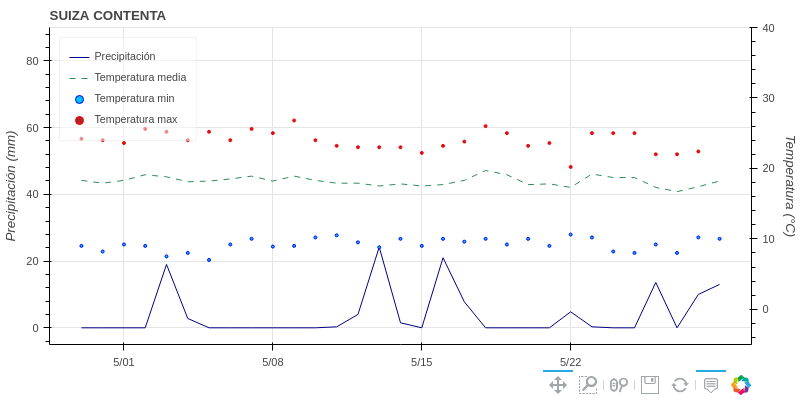 SUIZA CONTENTA
Precipitación
Temperatura media
Temperatura min
Temperatura max
Precipitación (mm)
80
60
40
20
0
Temperatura (°C)
40
30
20
10
0
5/01 5/08 5/15 5/22